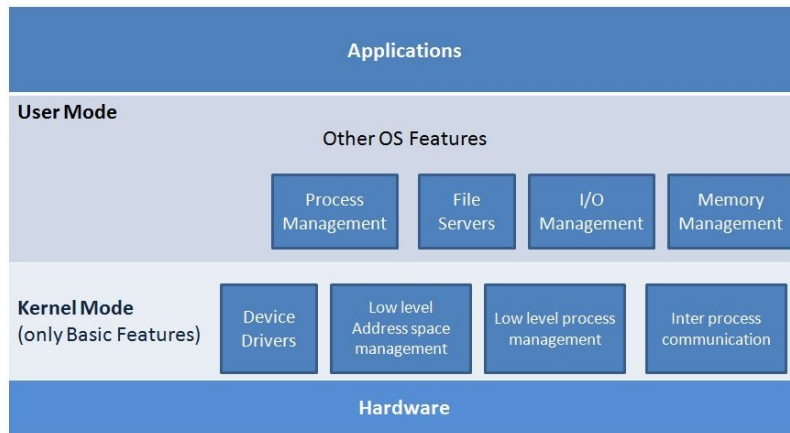 Applications
User Mode
Other OS Features
Process
Management
File
Servers
I/O
Management
Memory
Management
Kernel Mode
(only Basic Features)
Device
Drivers
Low level
Address space
management
Low level process
management
Inter process
communication
Hardware